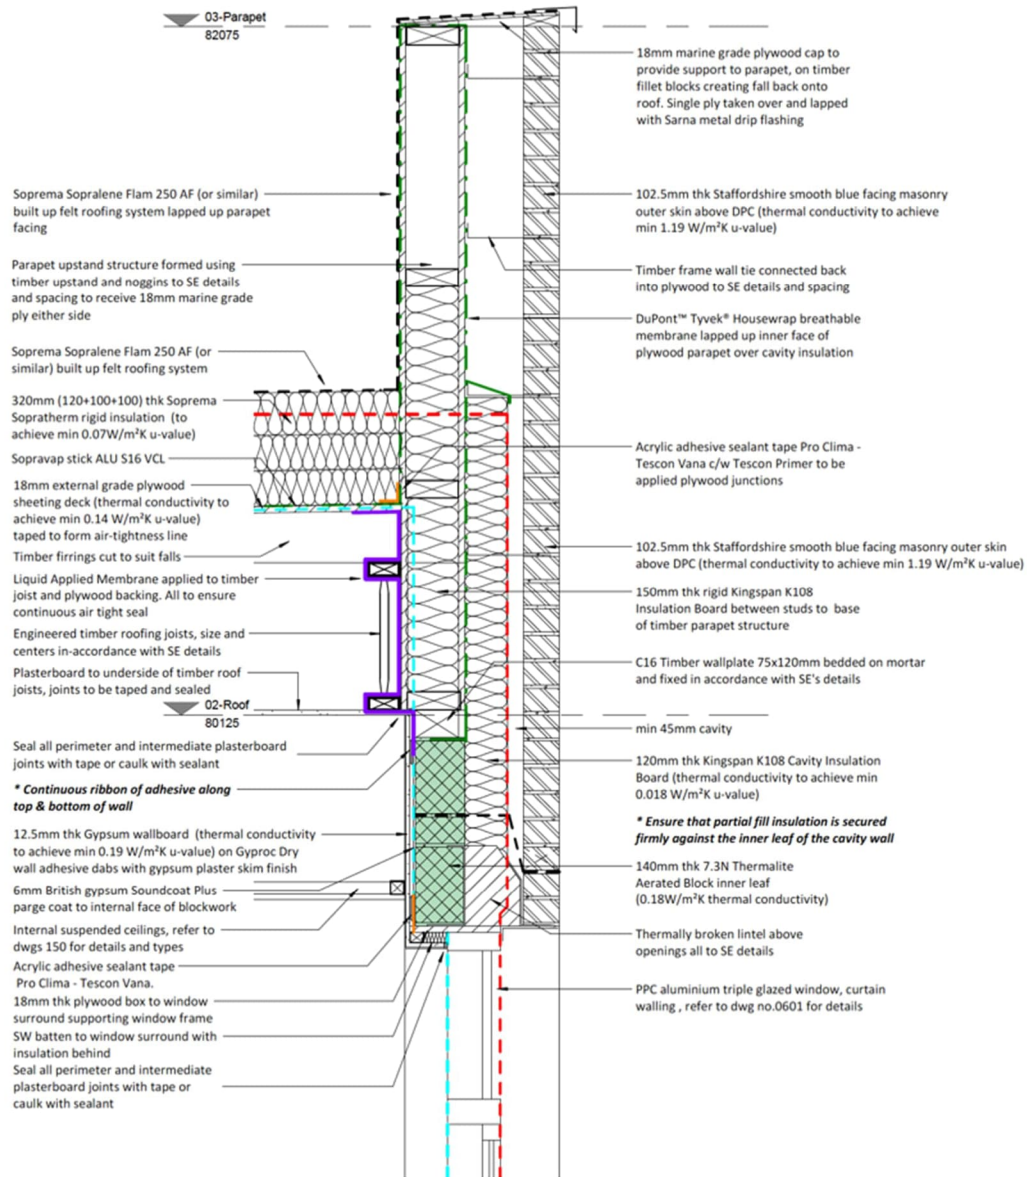 03-Parapet
82075
18mm marine grade plywood cap to
provide support to parapet, on timber
fillet blocks creating fall back onto
roof. Single ply taken over and lapped
with Sarna metal drip flashing
Soprema Sopralene Flam 250 AF (or similar)
built up felt roofing system lapped up parapet
facing
102.5mm thk Staffordshire smooth blue facing masonry
outer skin above DPC (thermal conductivity to achieve
min 1.19 W/m²K u-value)
Parapet upstand structure formed using
timber upstand and noggins to SE details
and spacing to receive 18mm marine grade
ply either side
Timber frame wall tie connected back
into plywood to SE details and spacing
DuPont™ Tyvek® Housewrap breathable
membrane lapped up inner face of
plywood parapet over cavity insulation
Soprema Sopralene Flam 250 AF (or
similar) built up felt roofing system
320mm (120+100+100) thk Soprema
Sopratherm rigid insulation  (to
achieve min 0.07W/m²K u-value)
Acrylic adhesive sealant tape Pro Clima -
Tescon Vana c/w Tescon Primer to be
applied plywood junctions
Sopravap stick ALU S16 VCL
18mm external grade plywood
sheeting deck (thermal conductivity to
achieve min 0.14 W/m²K u-value)
taped to form air-tightness line
102.5mm thk Staffordshire smooth blue facing masonry outer skin
above DPC (thermal conductivity to achieve min 1.19 W/m²K u-value)
Timber firrings cut to suit falls
Liquid Applied Membrane applied to timber
joist and plywood backing. All to ensure
continuous air tight seal
150mm thk rigid Kingspan K108
Insulation Board between studs to  base
of timber parapet structure
Engineered timber roofing joists, size and
centers in-accordance with SE details
Plasterboard to underside of timber roof
joists, joints to be taped and sealed
C16 Timber wallplate 75x120mm bedded on mortar
and fixed in accordance with SE's details
02-Roof
80125
min 45mm cavity
Seal all perimeter and intermediate plasterboard
joints with tape or caulk with sealant
120mm thk Kingspan K108 Cavity Insulation
Board (thermal conductivity to achieve min
0.018 W/m²K u-value)
* Continuous ribbon of adhesive along
top & bottom of wall
* Ensure that partial fill insulation is secured
firmly against the inner leaf of the cavity wall
12.5mm thk Gypsum wallboard  (thermal conductivity
to achieve min 0.19 W/m²K u-value) on Gyproc Dry
wall adhesive dabs with gypsum plaster skim finish
140mm thk 7.3N Thermalite
Aerated Block inner leaf
(0.18W/m²K thermal conductivity)
6mm British gypsum Soundcoat Plus
parge coat to internal face of blockwork
Internal suspended ceilings, refer to
dwgs 150 for details and types
Thermally broken lintel above
openings all to SE details
Acrylic adhesive sealant tape
Pro Clima - Tescon Vana.
PPC aluminium triple glazed window, curtain
walling , refer to dwg no.0601 for details
18mm thk plywood box to window
surround supporting window frame
SW batten to window surround with
insulation behind
Seal all perimeter and intermediate
plasterboard joints with tape or
caulk with sealant